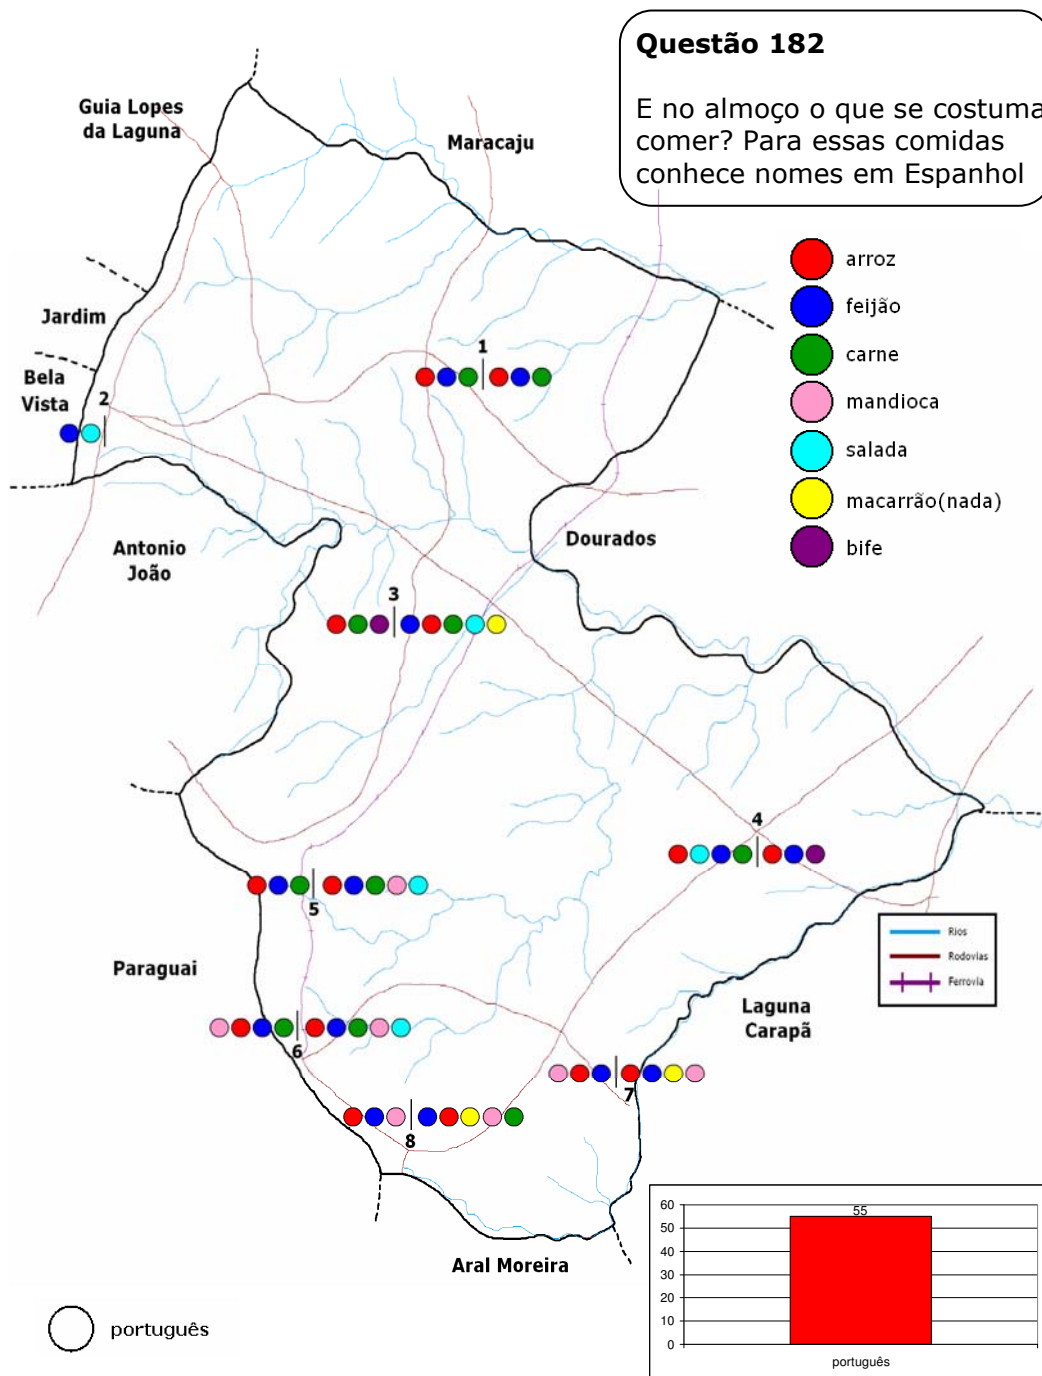 Questão 182
E no almoço o que se costuma
comer? Para essas comidas
conhece nomes em Espanhol
Guia Lopes
da Laguna
Maracaju
arroz
feijão
carne
mandioca
salada
macarrão(nada)
bife
Jardim
Bela
Vista
1
2
Antonio
João
Dourados
3
4
5
Paraguai
Rios
Rodovias
Ferrovia
Laguna
Carapã
6
7
8
Aral Moreira
português
60
50
40
30
20
10
0
55
português